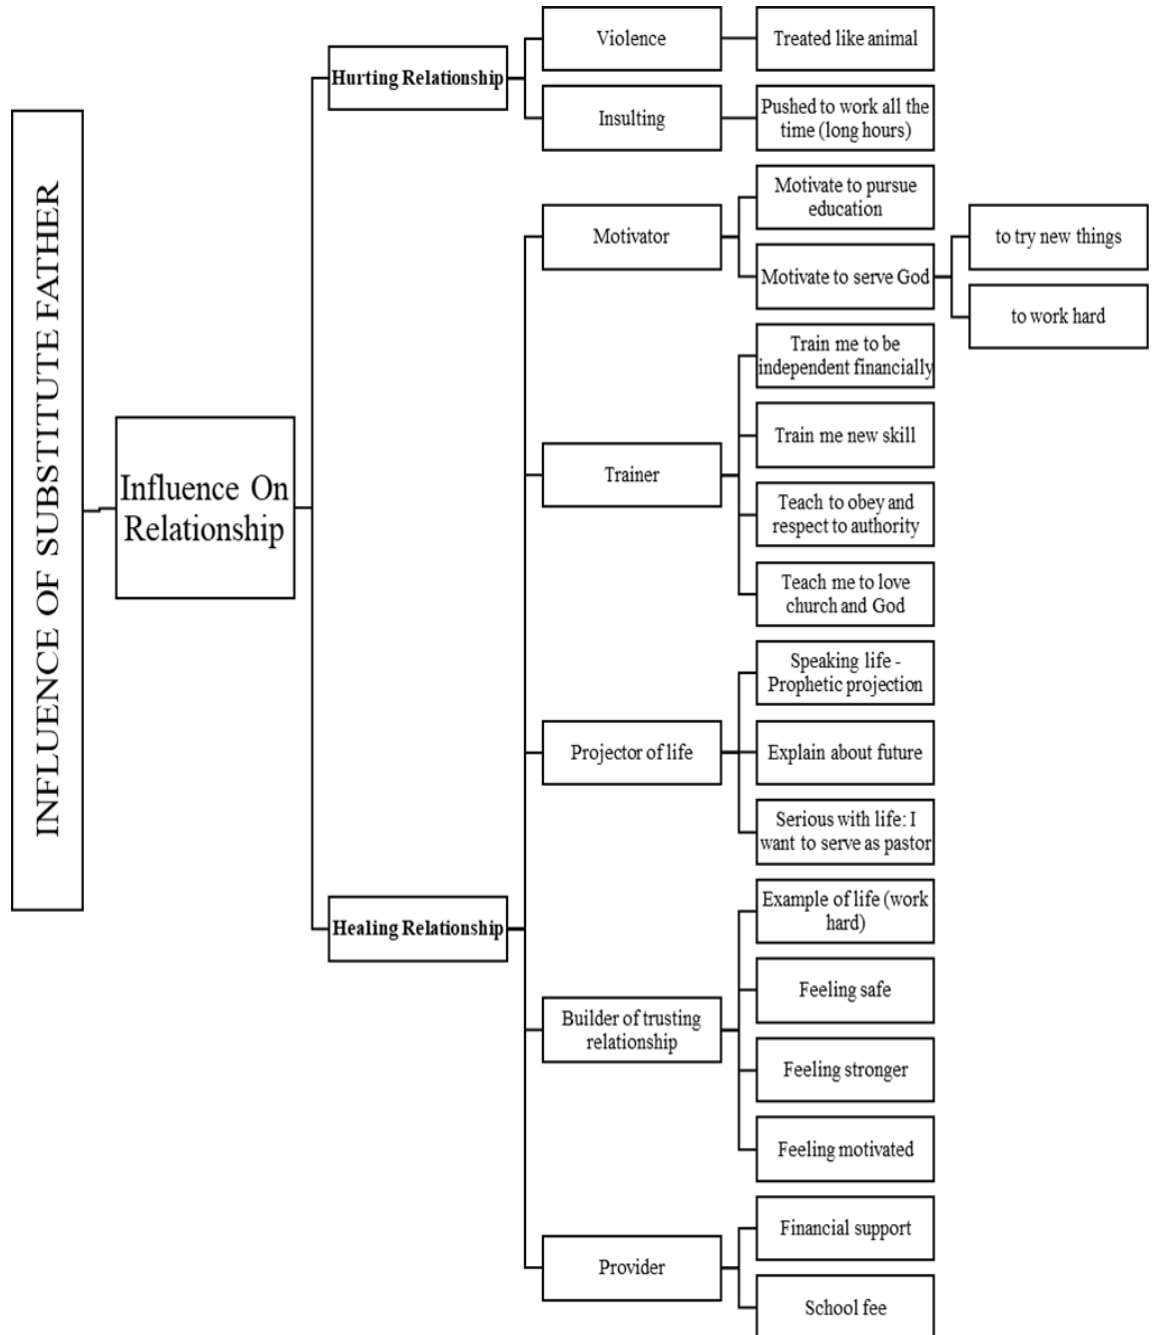 INFLUENCE OF SUBSTITUTE FATHER
Influence On
Relationship
Hurting Relationship
Violence
Treated like animal
Insulting
Pushed to work all the
time (long hours)
Healing Relationship
Motivator
Motivate to pursue
education
Motivate to serve God
to try new things
to work hard
Trainer
Train me to be
independent financially
Train me new skill
Teach to obey and
respect to authority
Teach me to love
church and God
Projector of life
Speaking life -
Prophetic projection
Explain about future
Serious with life: I
want to serve as pastor
Builder of trusting
relationship
Example of life (work
hard)
Feeling safe
Feeling stronger
Feeling motivated
Provider
Financial support
School fee